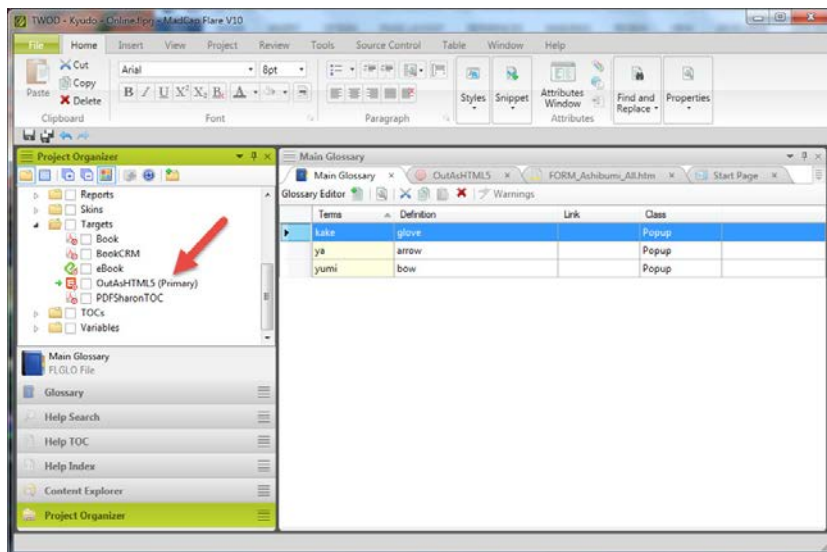 TWOD - Kyudo - Online.flprj - MadCap Flare V10
File Home Insert View Project Review Tools Source Control Table Window Help
Paste
Cut
Copy
Delete
Clipboard
Arial 8pt
B I U X² X₂ B A
Font
Paragraph
Styles
Snippet
Attributes Window
Attributes
Find and Replace
Properties
Project Organizer
Reports
Skins
Targets
Book
BookCRM
eBook
OutAsHTML5 (Primary)
PDFSharonTOC
TOCs
Variables
Main Glossary
FLGLO File
Glossary
Help Search
Help TOC
Help Index
Content Explorer
Project Organizer
Main Glossary
Main Glossary OutAsHTML5 FORM_Ashibumi_All.htm Start Page
Glossary Editor Warnings
Terms Definition Link Class
kake glove Popup
ya arrow Popup
yumi bow Popup